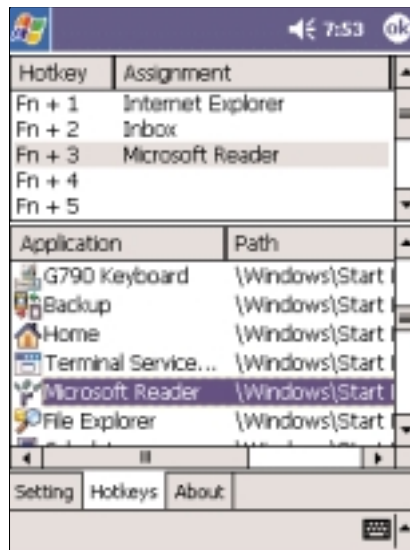 7:53 ok
Hotkey Assignment
Fn + 1 Internet Explorer
Fn + 2 Inbox
Fn + 3 Microsoft Reader
Fn + 4
Fn + 5
Application Path
G790 Keyboard \Windows\Start
Backup \Windows\Start
Home \Windows\Start
Terminal Service... \Windows\Start
Microsoft Reader \Windows\Start
File Explorer \Windows\Start
Setting Hotkeys About